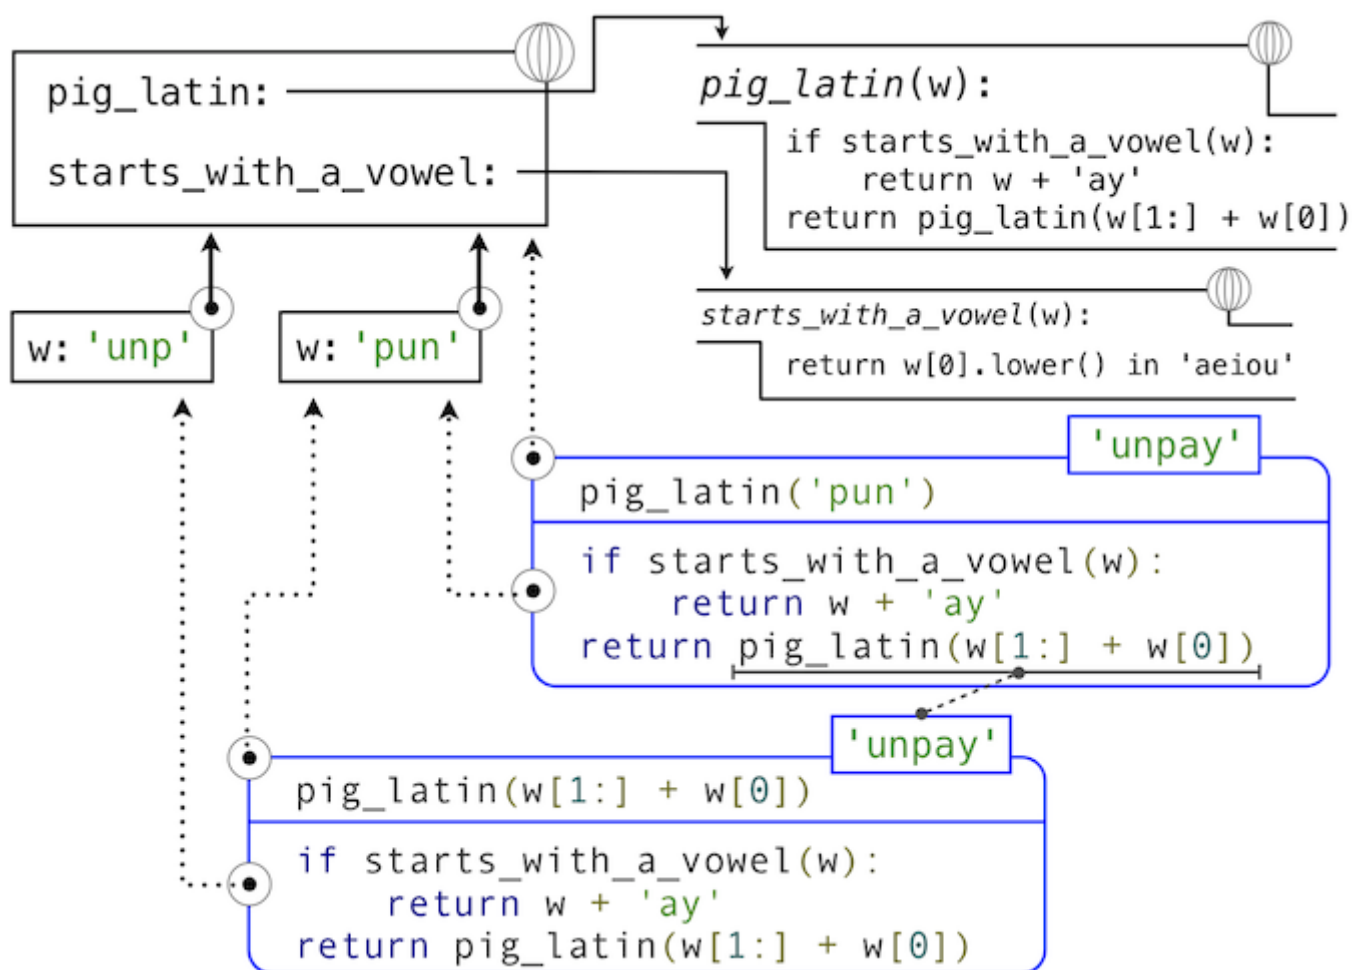 pig_latin:
starts_with_a_vowel:
pig_latin(w):
if starts_with_a_vowel(w):
return w + 'ay'
return pig_latin(w[1:] + w[0])
starts_with_a_vowel(w):
return w[0].lower() in 'aeiou'
w: 'unp'
w: 'pun'
'unpay'
pig_latin('pun')
if starts_with_a_vowel(w):
return w + 'ay'
return pig_latin(w[1:] + w[0])
'unpay'
pig_latin(w[1:] + w[0])
if starts_with_a_vowel(w):
return w + 'ay'
return pig_latin(w[1:] + w[0])